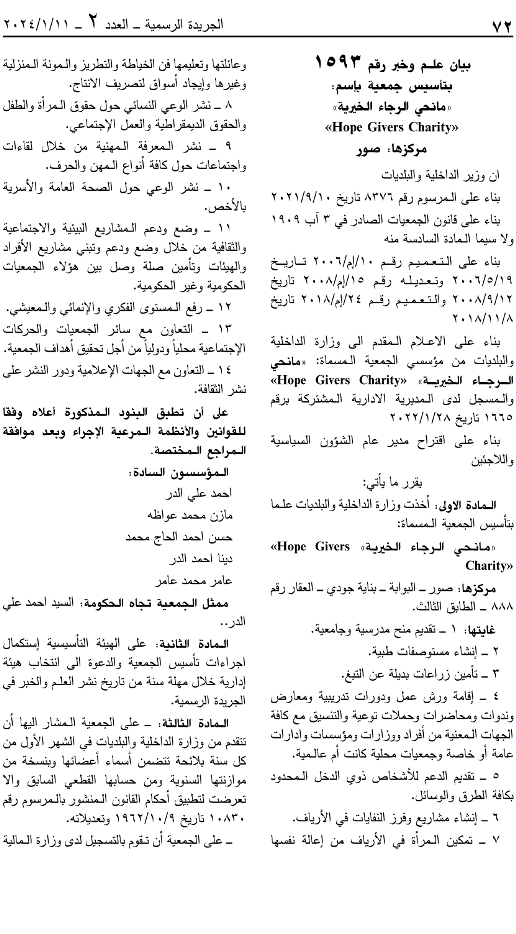 ٧٢
الجريدة الرسمية ـ العدد ٢ ـ ٢٠٢٤/١/١١
بيان علم وخبر رقم ١٥٩٣
بتأسيس جمعية بإسم:
«مانحي الرجاء الخيرية»
«Hope Givers Charity»
مركزها: صور
ان وزير الداخلية والبلديات
بناء على المرسوم رقم ٨٣٧٦ تاريخ ٢٠٢١/٩/١٠
بناء على قانون الجمعيات الصادر في ٣ آب ١٩٠٩
ولا سيما المادة السادسة منه
بناء على التعميم رقم ١٠/إم/٢٠٠٦ تاريخ
٢٠٠٦/٥/١٩ وتعديله رقم ١٥/إم/٢٠٠٨ تاريخ
٢٠٠٨/٩/١٢ والتعميم رقم ٢٤/إم/٢٠١٨ تاريخ
٢٠١٨/١١/٨
بناء على الاعلام المقدم الى وزارة الداخلية
والبلديات من مؤسسي الجمعية المسماة: «مانحي
الرجاء الخيرية» «Hope Givers Charity»
والمسجل لدى المديرية الادارية المشتركة برقم
١٦٦٥ تاريخ ٢٠٢٢/١/٢٨
بناء على اقتراح مدير عام الشؤون السياسية
واللاجئين
يقرر ما يأتي:
المادة الاولى: أخذت وزارة الداخلية والبلديات علما
بتأسيس الجمعية المسماة:
«مانحي الرجاء الخيرية» «Hope Givers
Charity»
مركزها: صور ـ البوابة ـ بناية جودي ـ العقار رقم
٨٨٨ ـ الطابق الثالث.
غايتها: ١ ـ تقديم منح مدرسية وجامعية.
٢ ـ إنشاء مستوصفات طبية.
٣ ـ تأمين زراعات بديلة عن التبغ.
٤ ـ إقامة ورش عمل ودورات تدريبية ومعارض
وندوات ومحاضرات وحملات توعية والتنسيق مع كافة
الجهات المعنية من أفراد ووزارات ومؤسسات وادارات
عامة أو خاصة وجمعيات محلية كانت أم عالمية.
٥ ـ تقديم الدعم للأشخاص ذوي الدخل المحدود
بكافة الطرق والوسائل.
٦ ـ إنشاء مشاريع وفرز النفايات في الأرياف.
٧ ـ تمكين المرأة في الأرياف من إعالة نفسها
وعائلتها وتعليمها فن الخياطة والتطريز والمونة المنزلية
وغيرها وإيجاد أسواق لتصريف الانتاج.
٨ ـ نشر الوعي النسائي حول حقوق المرأة والطفل
والحقوق الديمقراطية والعمل الإجتماعي.
٩ ـ نشر المعرفة المهنية من خلال لقاءات
واجتماعات حول كافة أنواع المهن والحرف.
١٠ ـ نشر الوعي حول الصحة العامة والأسرية
بالأخص.
١١ ـ وضع ودعم المشاريع البيئية والاجتماعية
والثقافية من خلال وضع ودعم وتبني مشاريع الأفراد
والهيئات وتأمين صلة وصل بين هؤلاء الجمعيات
الحكومية وغير الحكومية.
١٢ ـ رفع المستوى الفكري والإنمائي والمعيشي.
١٣ ـ التعاون مع سائر الجمعيات والحركات
الإجتماعية محلياً ودولياً من أجل تحقيق أهداف الجمعية.
١٤ ـ التعاون مع الجهات الإعلامية ودور النشر على
نشر الثقافة.
على أن تطبق البنود المذكورة أعلاه وفقا
للقوانين والأنظمة المرعية الإجراء وبعد موافقة
المراجع المختصة.
المؤسسون السادة:
احمد علي الدر
مازن محمد عواظه
حسن احمد الحاج محمد
دينا احمد الدر
عامر محمد عامر
ممثل الجمعية تجاه الحكومة: السيد احمد علي
الدر..
المادة الثانية: على الهيئة التأسيسية إستكمال
اجراءات تأسيس الجمعية والدعوة الى انتخاب هيئة
إدارية خلال مهلة سنة من تاريخ نشر العلم والخبر في
الجريدة الرسمية.
المادة الثالثة: ـ على الجمعية المشار اليها أن
تتقدم من وزارة الداخلية والبلديات في الشهر الأول من
كل سنة بلائحة تتضمن أسماء أعضائها وبنسخة من
موازنتها السنوية ومن حسابها القطعي السابق والا
تعرضت لتطبيق أحكام القانون المنشور بالمرسوم رقم
١٠٨٣٠ تاريخ ١٩٦٢/١٠/٩ وتعديلاته.
ـ على الجمعية أن تقوم بالتسجيل لدى وزارة المالية